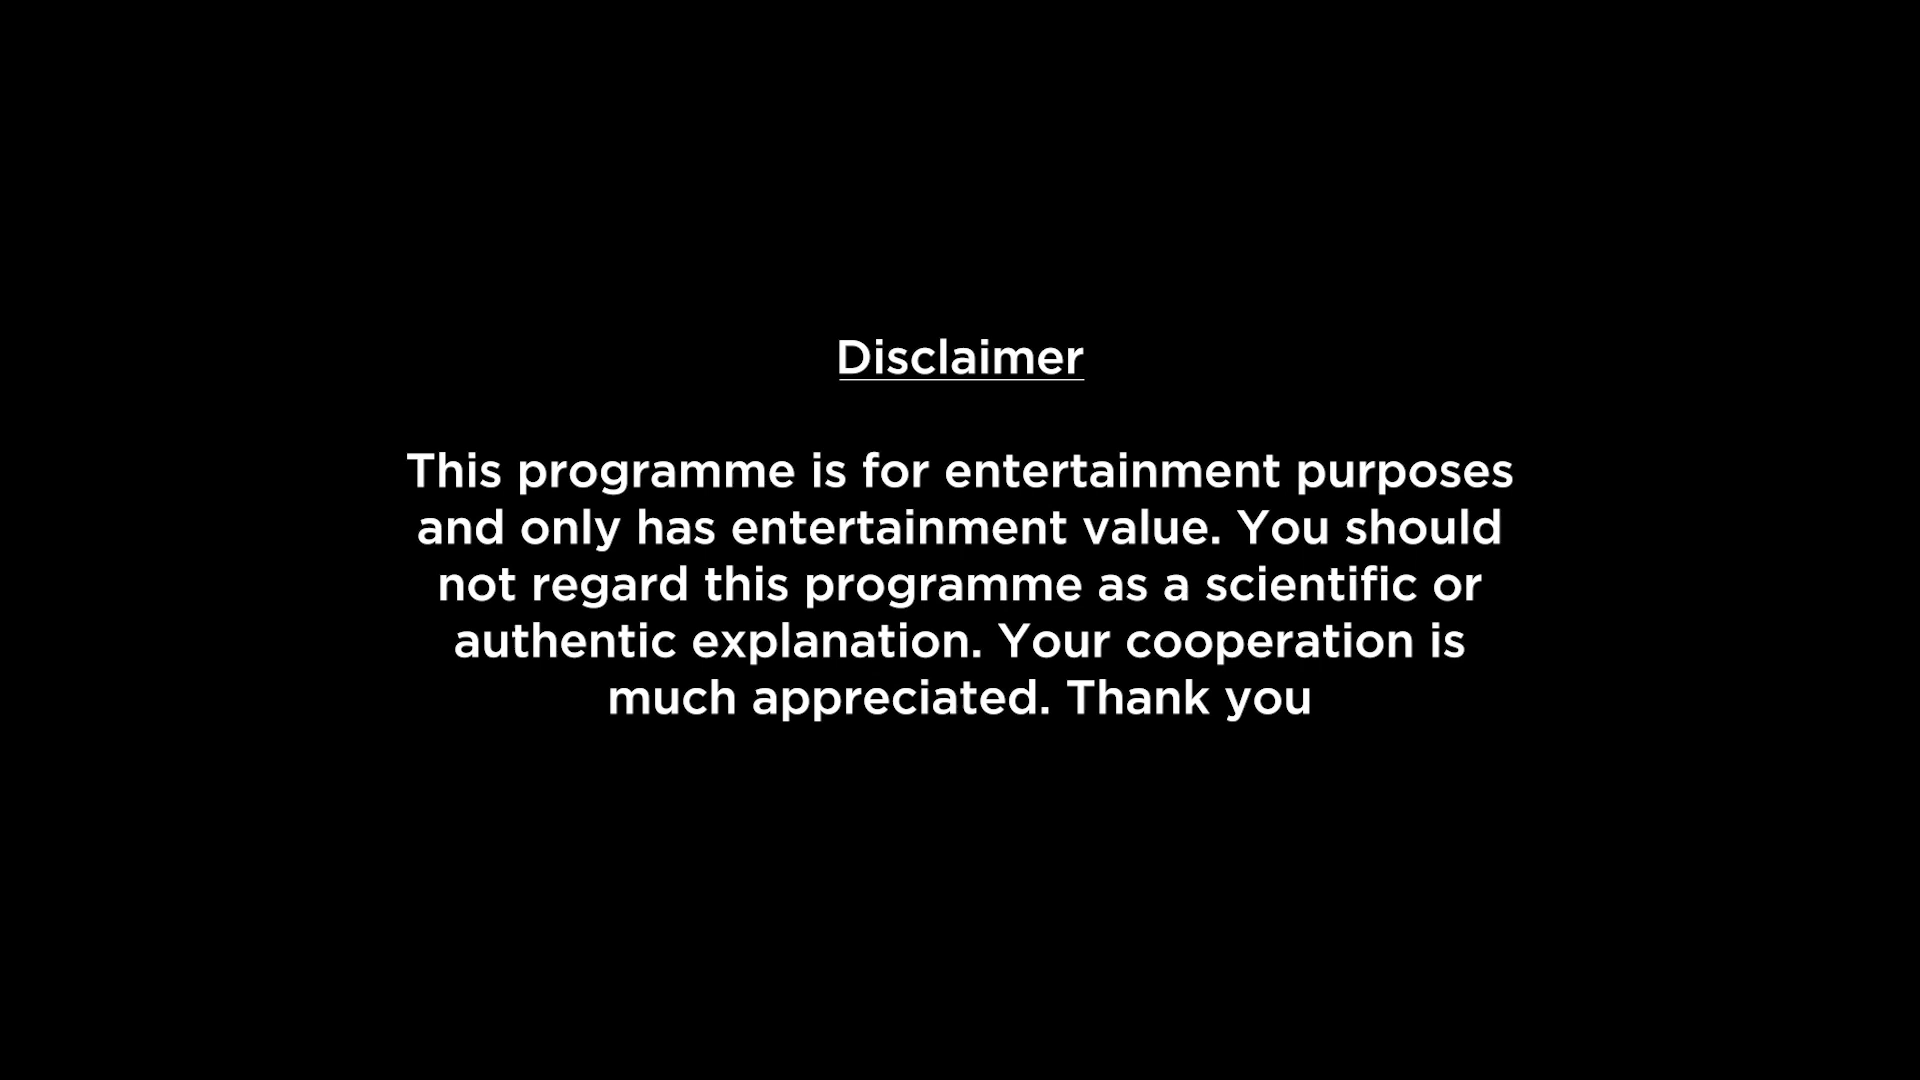 Disclaimer
This programme is for entertainment purposes
and only has entertainment value. You should
not regard this programme as a scientific or
authentic explanation. Your cooperation is
much appreciated. Thank you